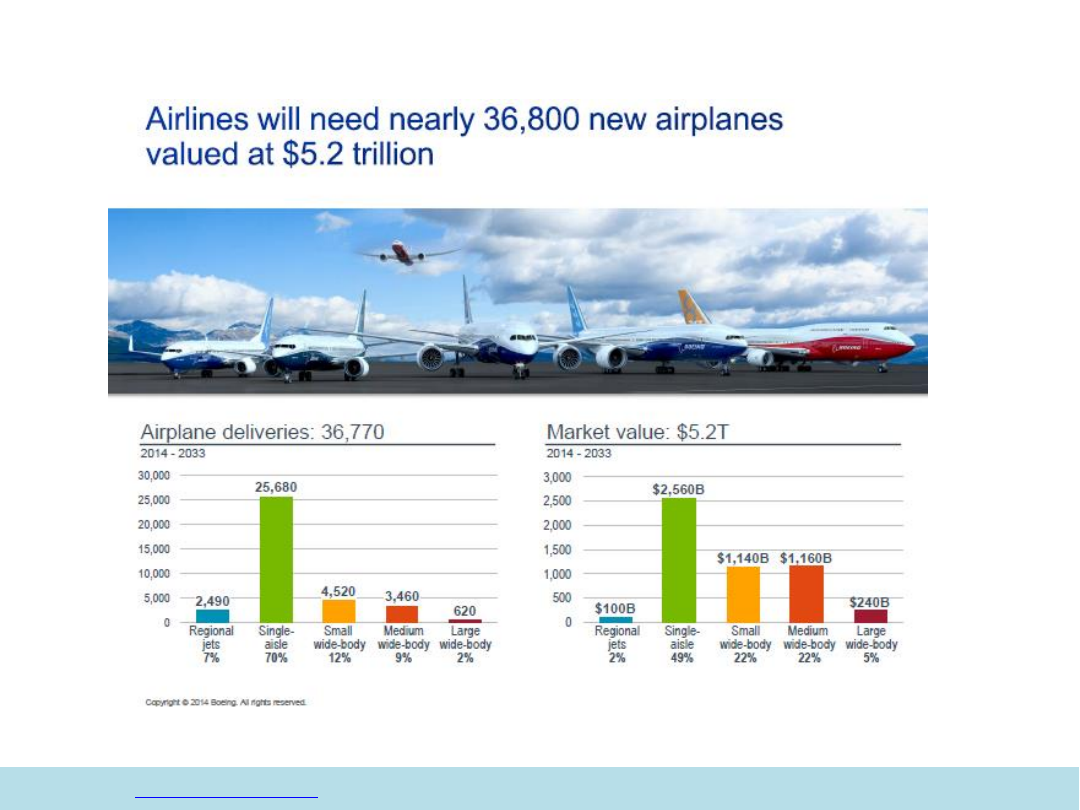 Airlines will need nearly 36,800 new airplanes
valued at $5.2 trillion
BOEING
BOEING
Airplane deliveries: 36,770
2014 - 2033
30,000
25,000
20,000
15,000
10,000
5,000
0
2,490
25,680
4,520
3,460
620
Regional
jets
7%
Single-
aisle
70%
Small
wide-body
12%
Medium
wide-body
9%
Large
wide-body
2%
Market value: $5.2T
2014 - 2033
3,000
2,500
2,000
1,500
1,000
500
0
$100B
$2,560B
$1,140B
$1,160B
$240B
Regional
jets
2%
Single-
aisle
49%
Small
wide-body
22%
Medium
wide-body
22%
Large
wide-body
5%
Copyright © 2014 Boeing. All rights reserved.